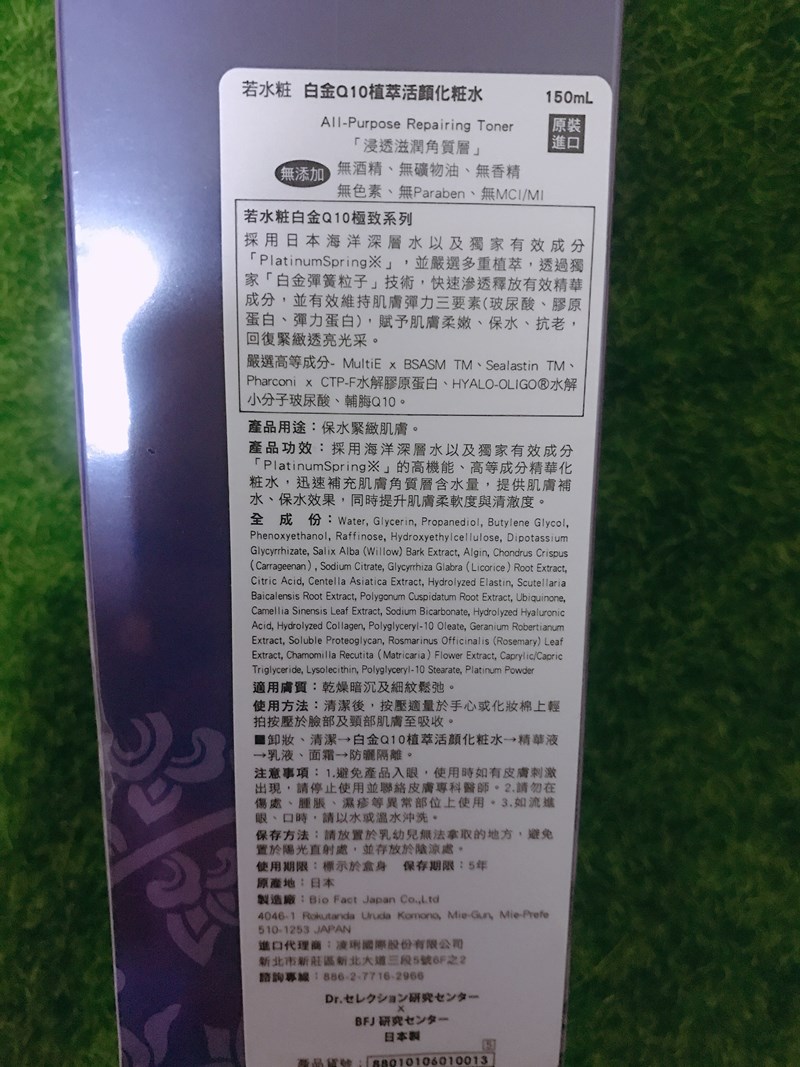 若水粧 白金Q10植萃活顏化粧水 150mL
All-Purpose Repairing Toner
原裝
進口
「浸透滋潤角質層」
無添加 無酒精、無礦物油、無香精
無色素、無Paraben、無MCI/MI
若水粧白金Q10極致系列
採用日本海洋深層水以及獨家有效成分
「PlatinumSpring※」，並嚴選多重植萃，透過獨
家「白金彈簧粒子」技術，快速滲透釋放有效精華
成分，並有效維持肌膚彈力三要素(玻尿酸、膠原
蛋白、彈力蛋白)，賦予肌膚柔嫩、保水、抗老，
回復緊緻透亮光采。
嚴選高等成分- MultiE x BSASM TM、Sealastin TM、
Pharconi x CTP-F水解膠原蛋白、HYALO-OLIGO®水解
小分子玻尿酸、輔脢Q10。
產品用途：保水緊緻肌膚。
產品功效：採用海洋深層水以及獨家有效成分
「PlatinumSpring※」的高機能、高等成分精華化
粧水，迅速補充肌膚角質層含水量，提供肌膚補
水、保水效果，同時提升肌膚柔軟度與清澈度。
全成份：Water, Glycerin, Propanediol, Butylene Glycol,
Phenoxyethanol, Raffinose, Hydroxyethylcellulose, Dipotassium
Glycyrrhizate, Salix Alba (Willow) Bark Extract, Algin, Chondrus Crispus
(Carrageenan), Sodium Citrate, Glycyrrhiza Glabra (Licorice) Root Extract,
Citric Acid, Centella Asiatica Extract, Hydrolyzed Elastin, Scutellaria
Baicalensis Root Extract, Polygonum Cuspidatum Root Extract, Ubiquinone,
Camellia Sinensis Leaf Extract, Sodium Bicarbonate, Hydrolyzed Hyaluronic
Acid, Hydrolyzed Collagen, Polyglyceryl-10 Oleate, Geranium Robertianum
Extract, Soluble Proteoglycan, Rosmarinus Officinalis (Rosemary) Leaf
Extract, Chamomilla Recutita (Matricaria) Flower Extract, Caprylic/Capric
Triglyceride, Lysolecithin, Polyglyceryl-10 Stearate, Platinum Powder
適用膚質：乾燥暗沉及細紋鬆弛。
使用方法：清潔後，按壓適量於手心或化妝棉上輕
拍按壓於臉部及頸部肌膚至吸收。
■卸妝、清潔→白金Q10植萃活顏化粧水→精華液
→乳液、面霜→防曬隔離。
注意事項：1.避免產品入眼，使用時如有皮膚刺激
出現，請停止使用並聯絡皮膚專科醫師。2.請勿在
傷處、腫脹、濕疹等異常部位上使用。3.如流進
眼、口時，請以水或溫水沖洗。
保存方法：請放置於乳幼兒無法拿取的地方，避免
置於陽光直射處，並存放於陰涼處。
使用期限：標示於盒身 保存期限：5年
原產地：日本
製造廠：Bio Fact Japan Co.,Ltd
4046-1 Rokutanda Uruda Komono, Mie-Gun, Mie-Prefe
510-1253 JAPAN
進口代理商：凌琍國際股份有限公司
新北市新莊區新北大道三段5號6F之2
諮詢專線：886-2-7716-2966
Dr.セレクション研究センター
×
BFJ 研究センター
日本製
S
產品貨號：88010106010013